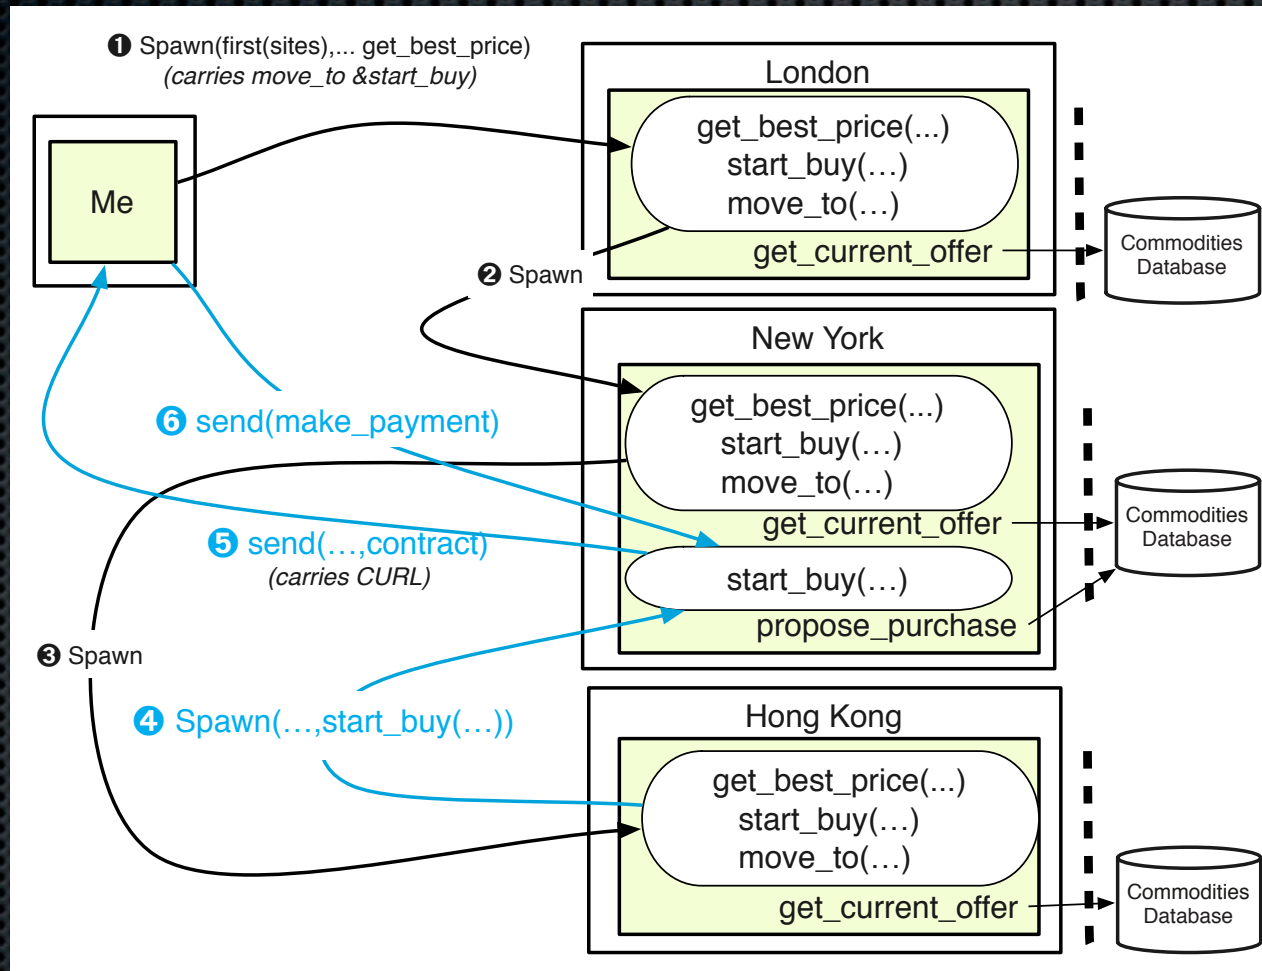 ❶ Spawn(first(sites),... get_best_price)
(carries move_to &start_buy)
Me
London
get_best_price(...)
start_buy(…)
move_to(…)
get_current_offer
Commodities
Database
❷ Spawn
New York
get_best_price(...)
start_buy(…)
move_to(…)
get_current_offer
Commodities
Database
❻ send(make_payment)
❺ send(…,contract)
(carries CURL)
start_buy(…)
propose_purchase
❸ Spawn
❹ Spawn(…,start_buy(…))
Hong Kong
get_best_price(...)
start_buy(…)
move_to(…)
get_current_offer
Commodities
Database